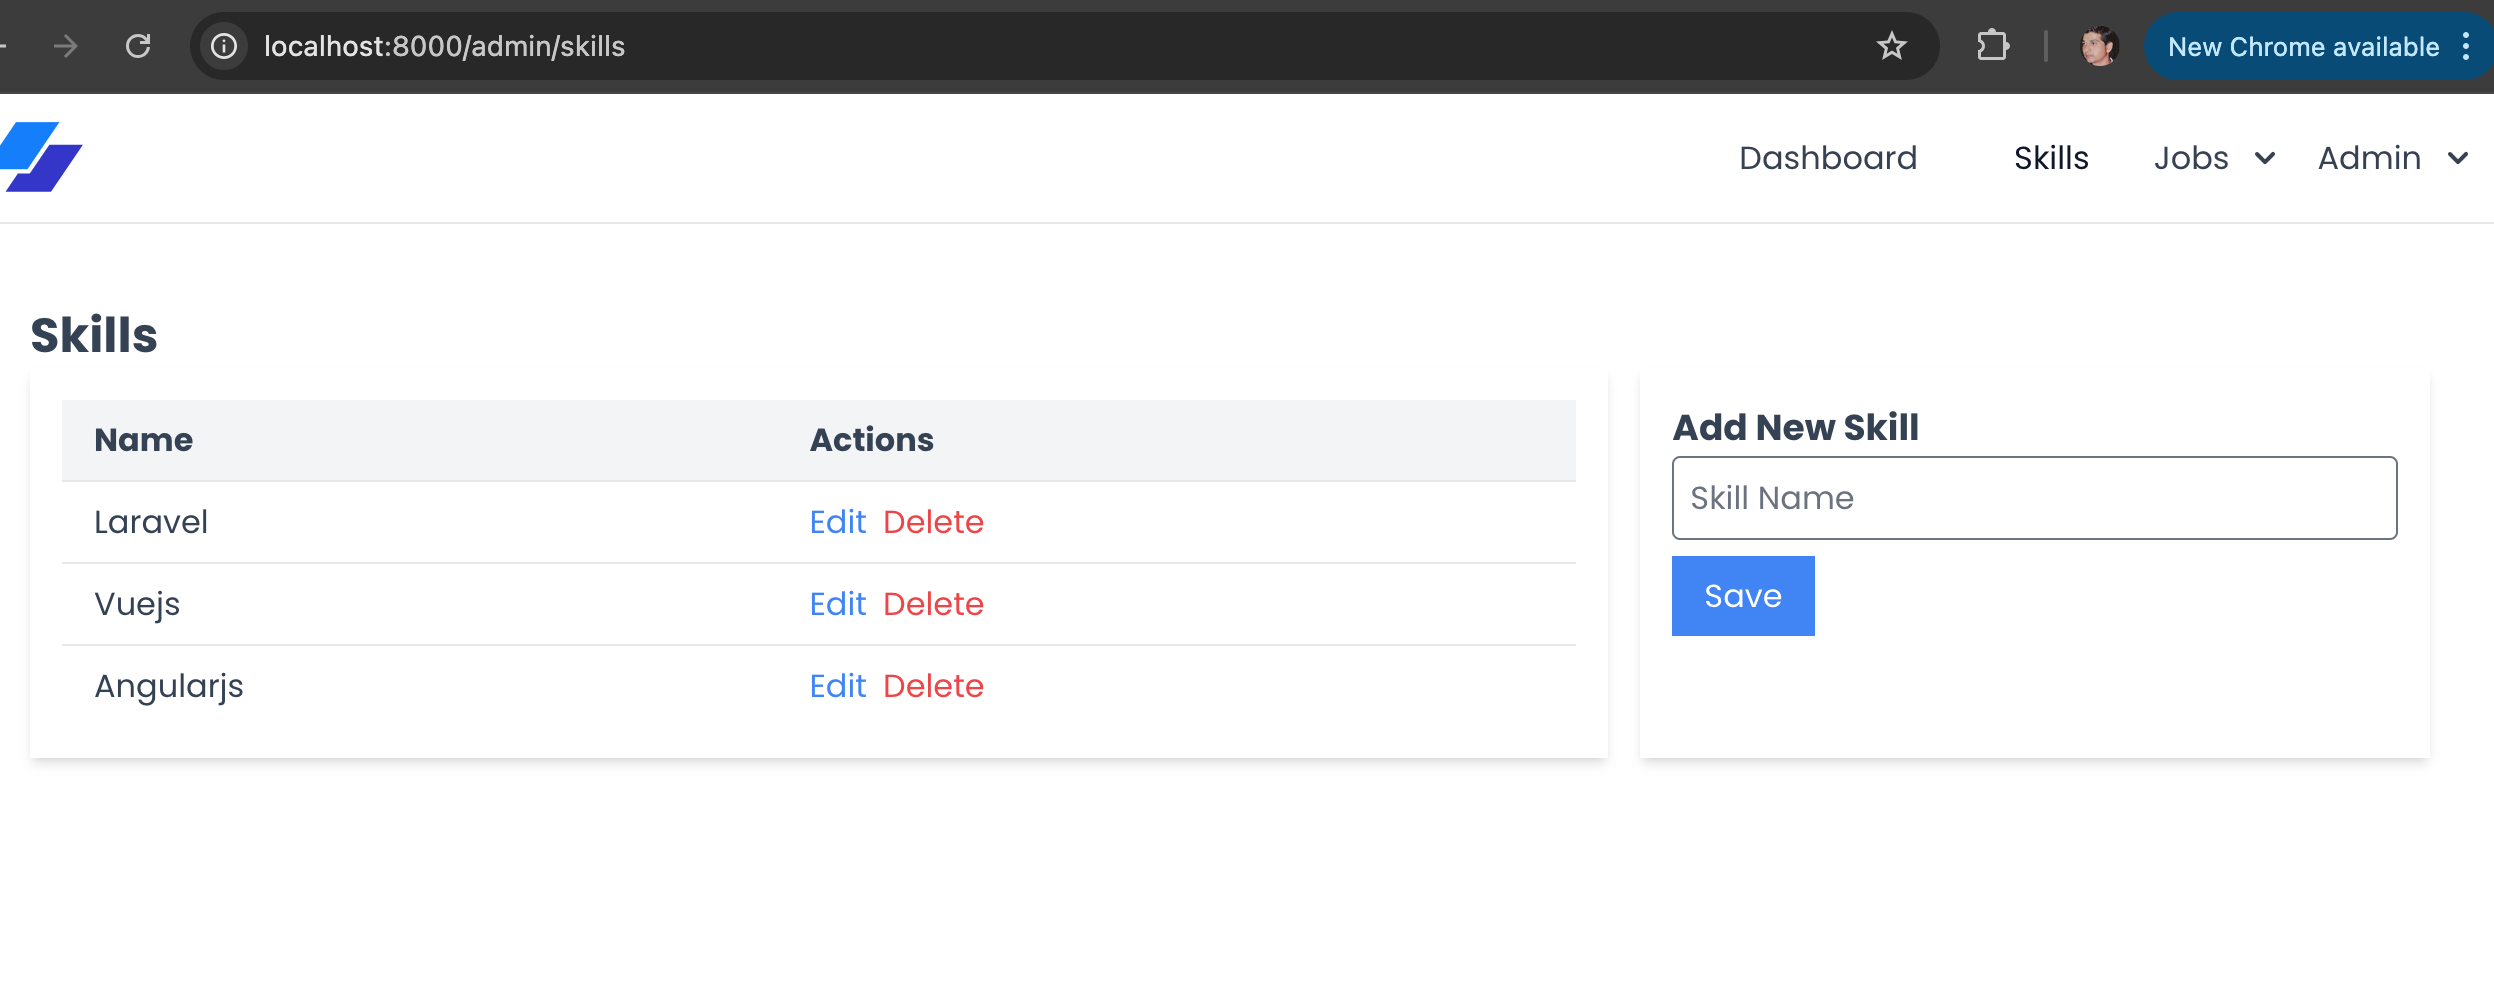 localhost:8000/admin/skills
New Chrome available
Dashboard Skills Jobs Admin
Skills
Name Actions
Laravel Edit Delete
Vuejs Edit Delete
Angularjs Edit Delete
Add New Skill
Skill Name
Save